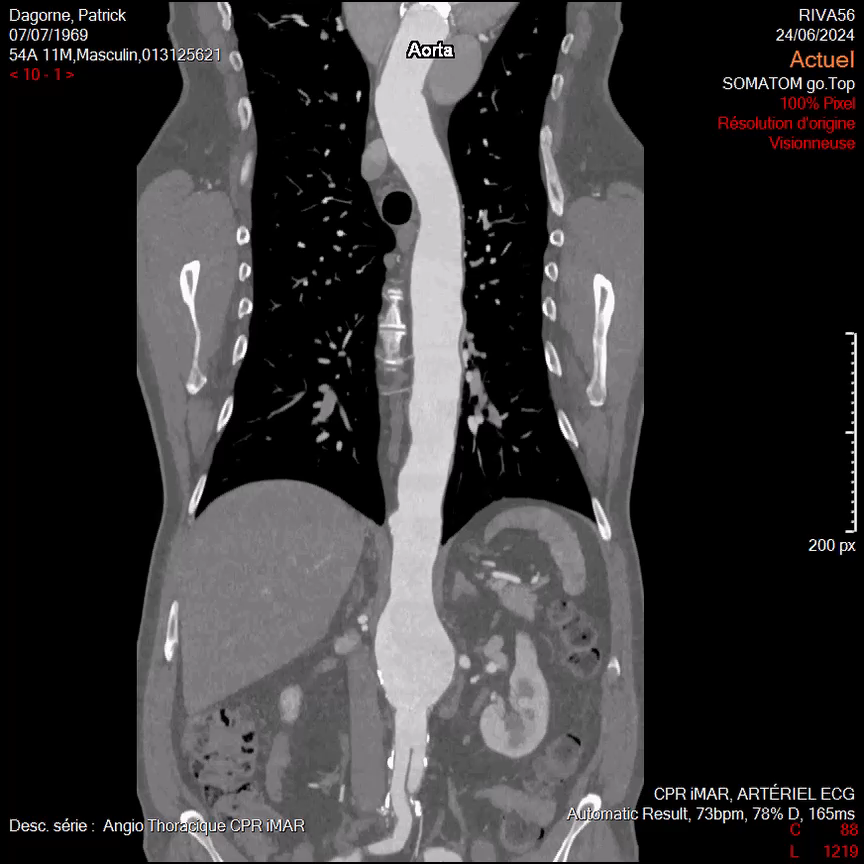 Dagorne, Patrick
07/07/1969
54A 11M,Masculin,013125621
< 10 - 1 >
RIVA56
24/06/2024
Actuel
SOMATOM go.Top
100% Pixel
Résolution d'origine
Visionneuse
Aorta
200 px
CPR iMAR, ARTÉRIEL ECG
Automatic Result, 73bpm, 78% D, 165ms
Desc. série : Angio Thoracique CPR iMAR
C 88
L 1219